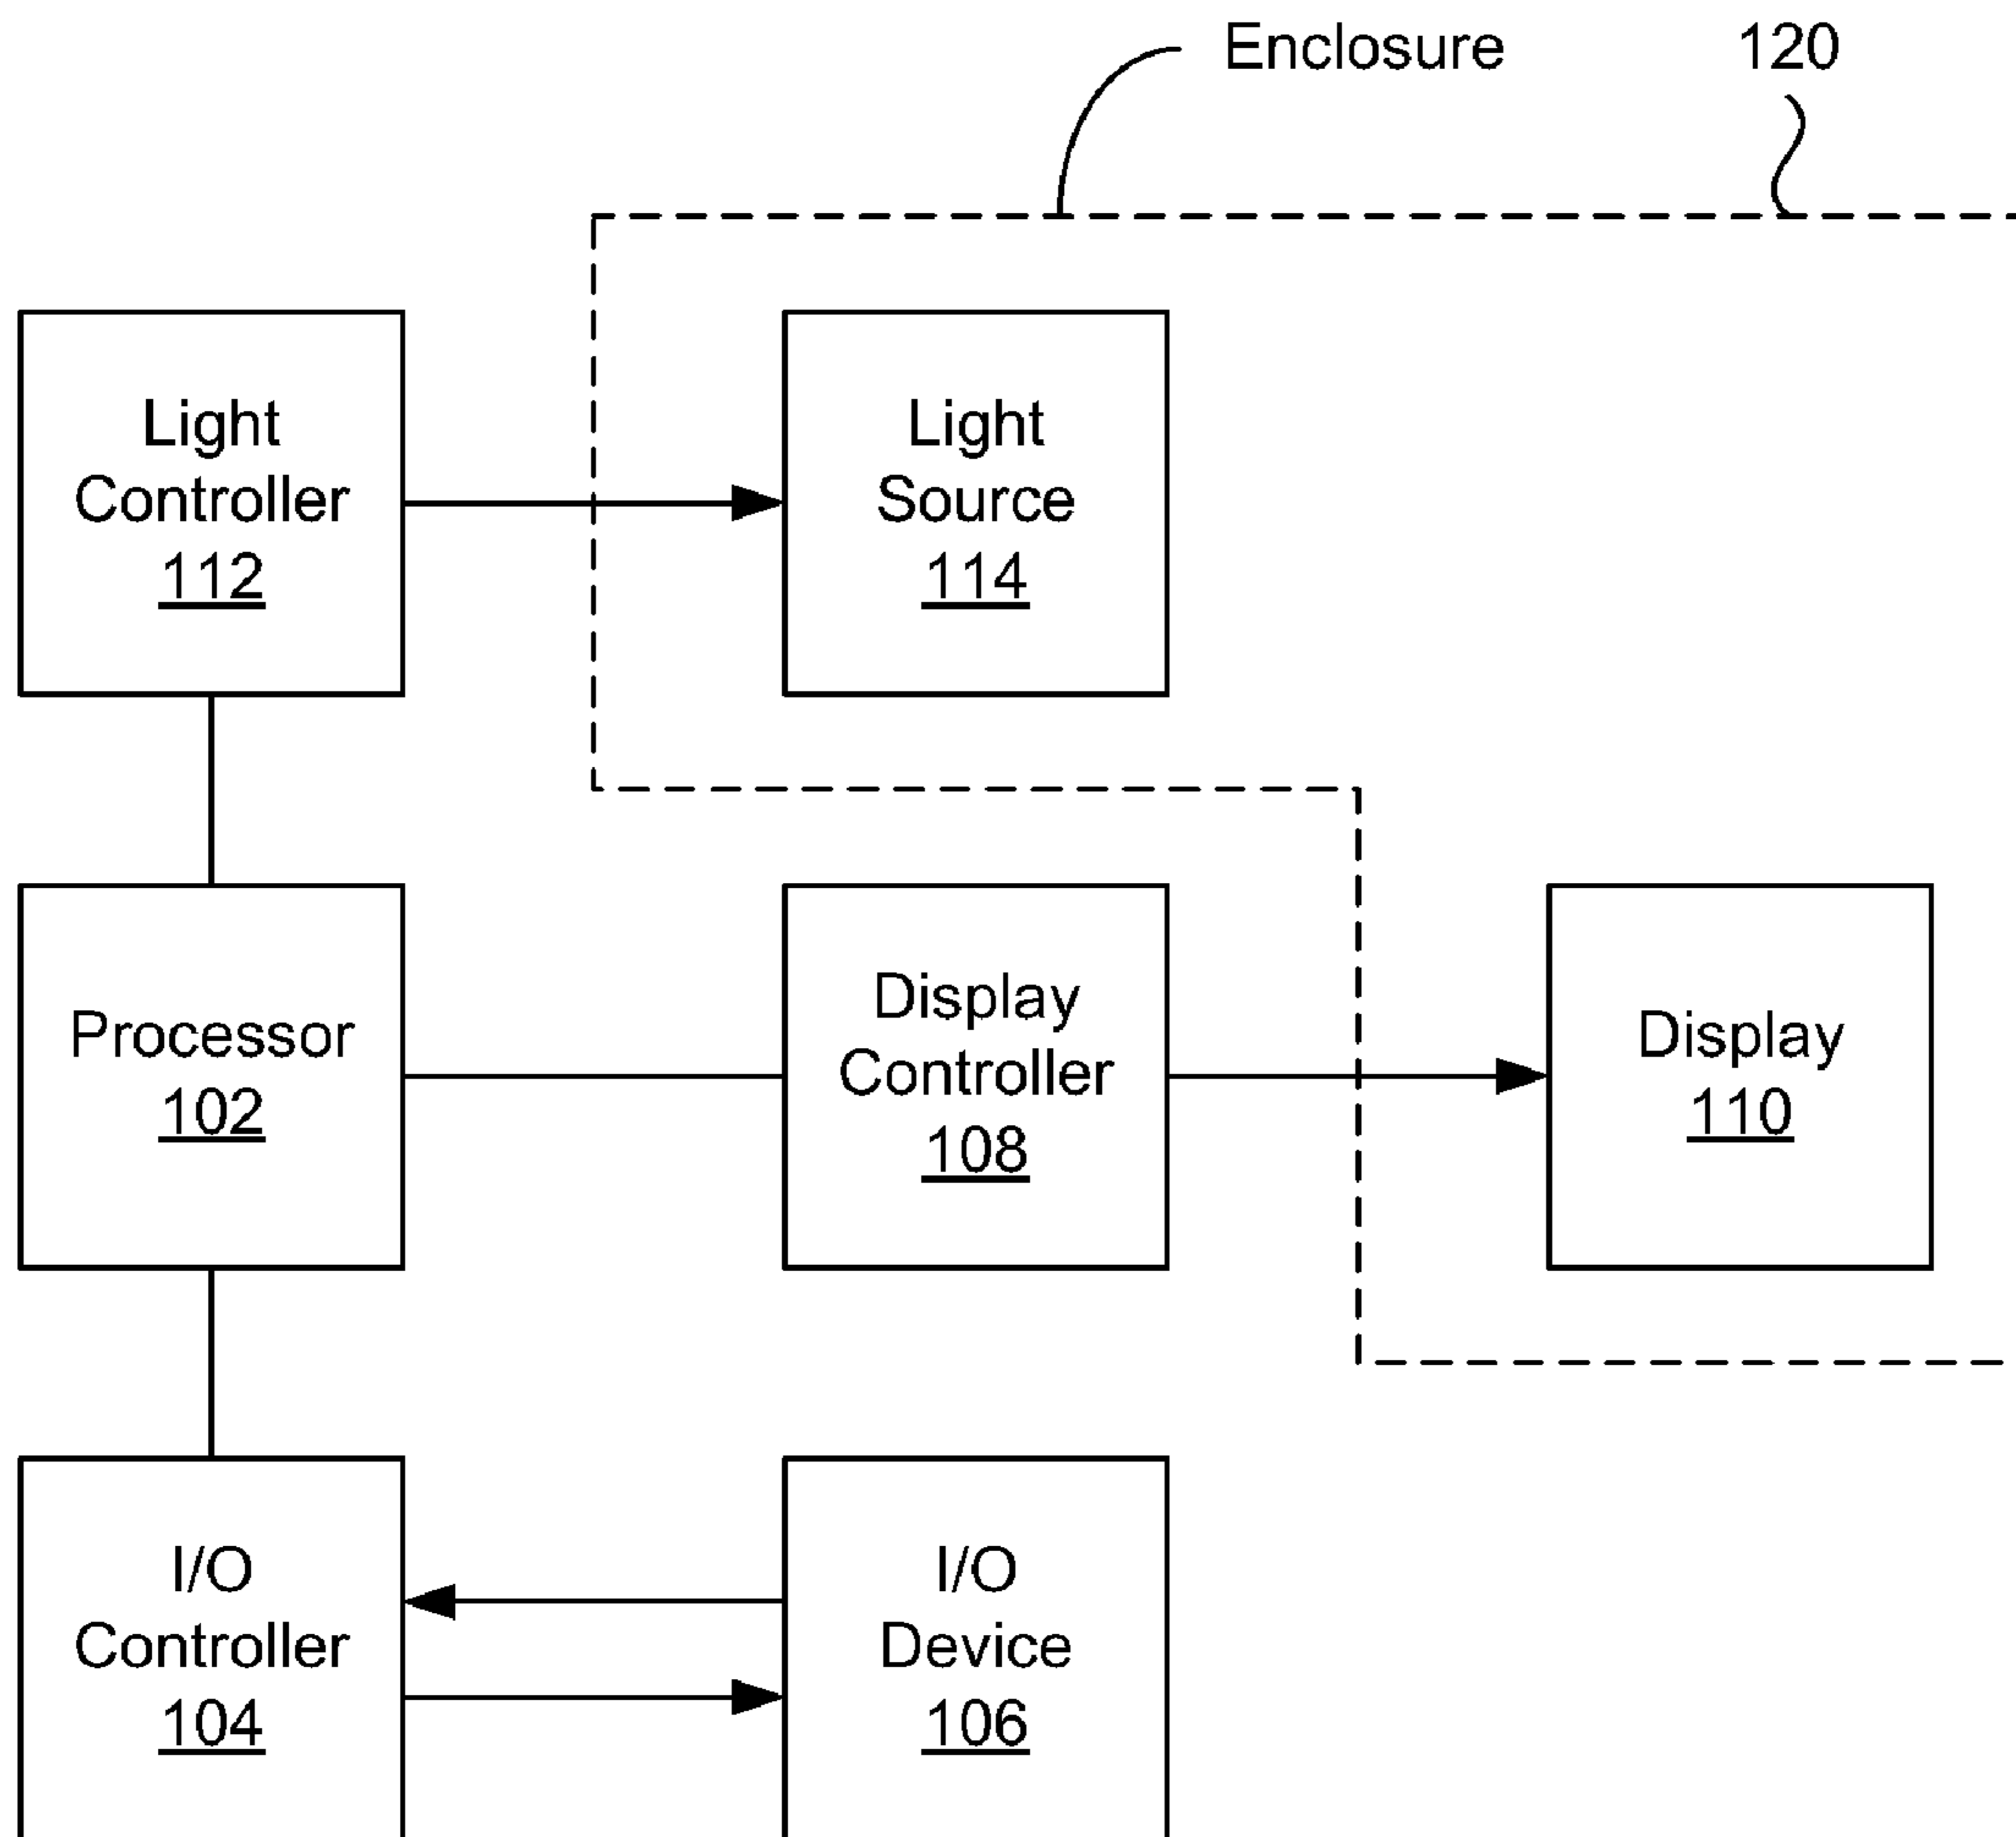 Enclosure
120
Light
Controller
112
Light
Source
114
Processor
102
Display
Controller
108
Display
110
I/O
Controller
104
I/O
Device
106